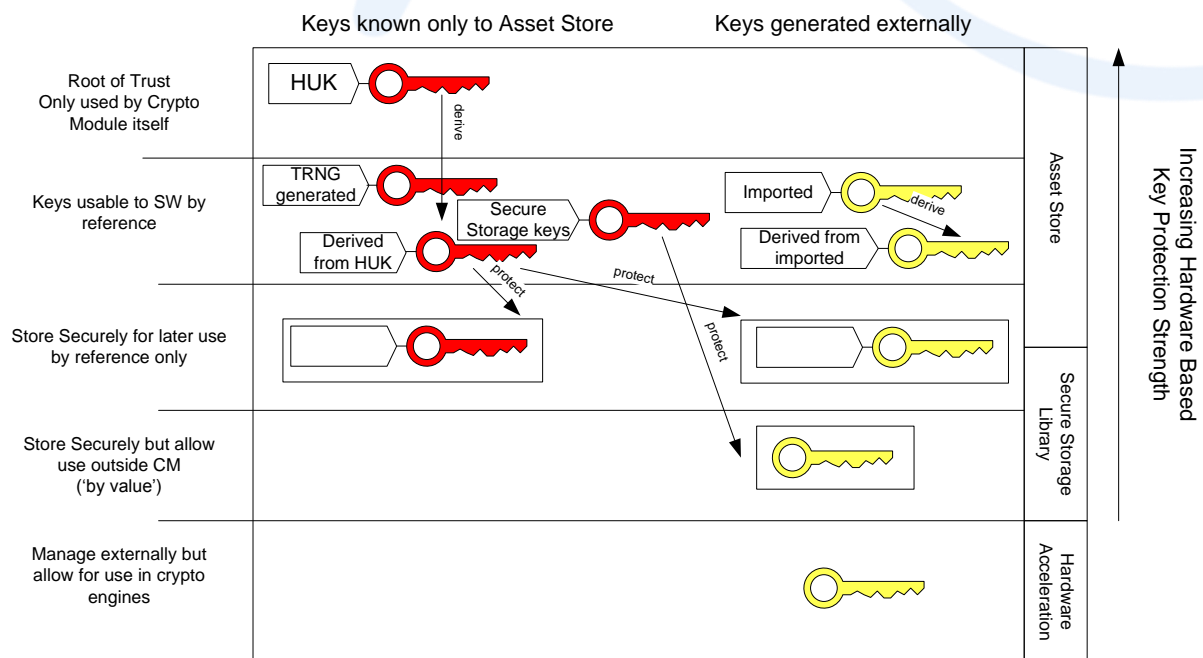 Keys known only to Asset Store
Keys generated externally
Root of Trust
Only used by Crypto
Module itself
HUK
derive
Keys usable to SW by
reference
TRNG
generated
Secure
Storage keys
Derived
from HUK
Imported
derive
Derived from
imported
protect
protect
protect
Store Securely for later use
by reference only
Store Securely but allow
use outside CM
(‘by value’)
Manage externally but
allow for use in crypto
engines
Asset Store
Secure Storage
Library
Hardware
Acceleration
Increasing Hardware Based
Key Protection Strength